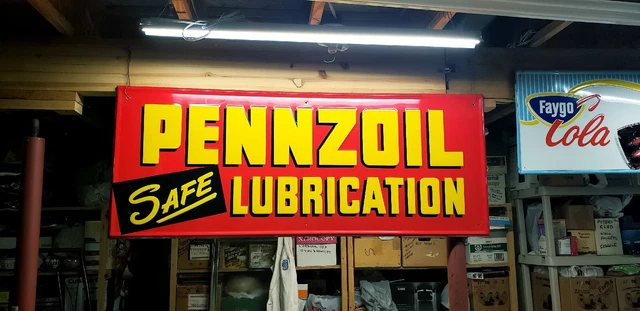 PENNZOIL
SAFE LUBRICATION
Faygo
Cola